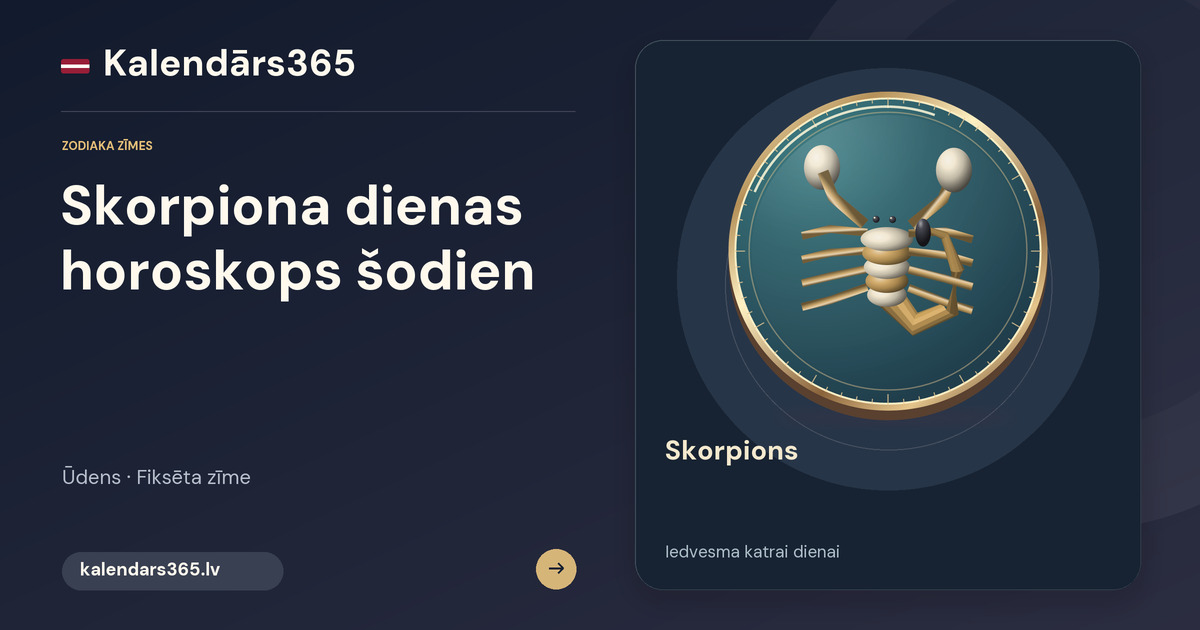 Kalendārs365
ZODIAKA ZĪMES
Skorpiona dienas
horoskops šodien
Ūdens · Fiksēta zīme
kalendars365.lv
Skorpions
Iedvesma katrai dienai